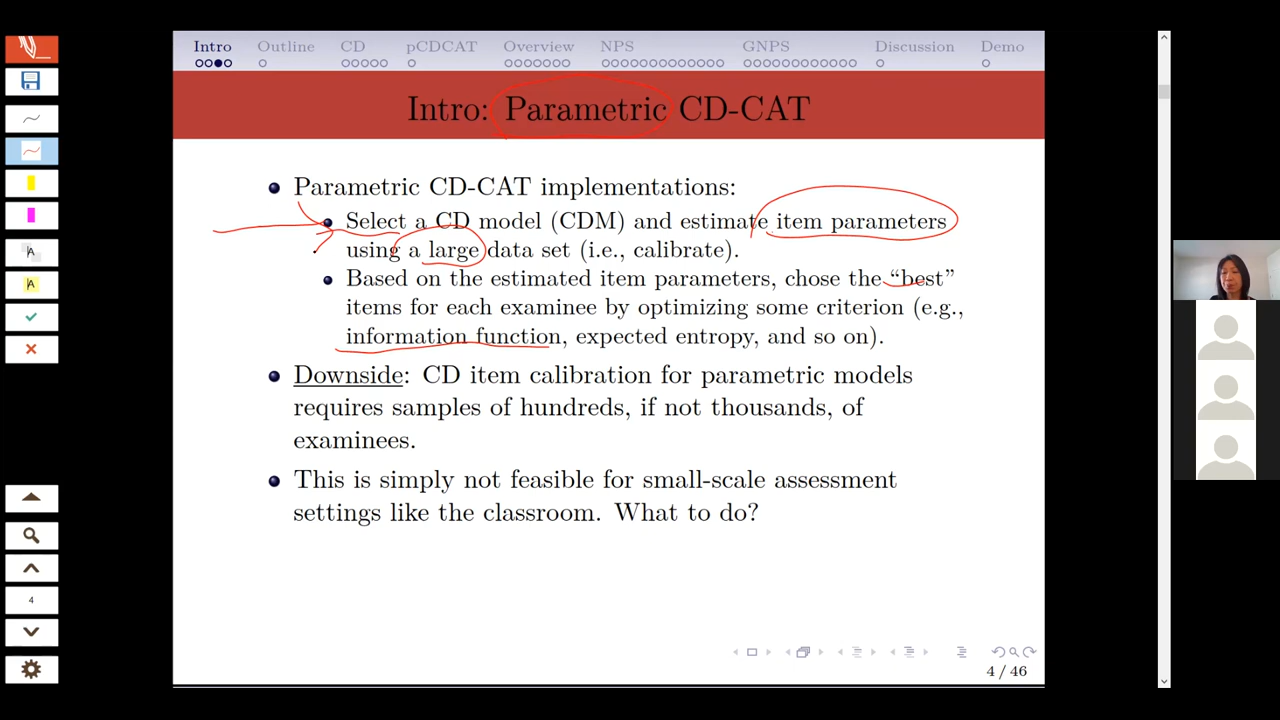 Intro Outline CD pCDCAT Overview NPS GNPS Discussion Demo
Intro: Parametric CD-CAT
Parametric CD-CAT implementations:
Select a CD model (CDM) and estimate item parameters
using a large data set (i.e., calibrate).
Based on the estimated item parameters, chose the “best”
items for each examinee by optimizing some criterion (e.g.,
information function, expected entropy, and so on).
Downside: CD item calibration for parametric models
requires samples of hundreds, if not thousands, of
examinees.
This is simply not feasible for small-scale assessment
settings like the classroom. What to do?
4 / 46
A
A
4